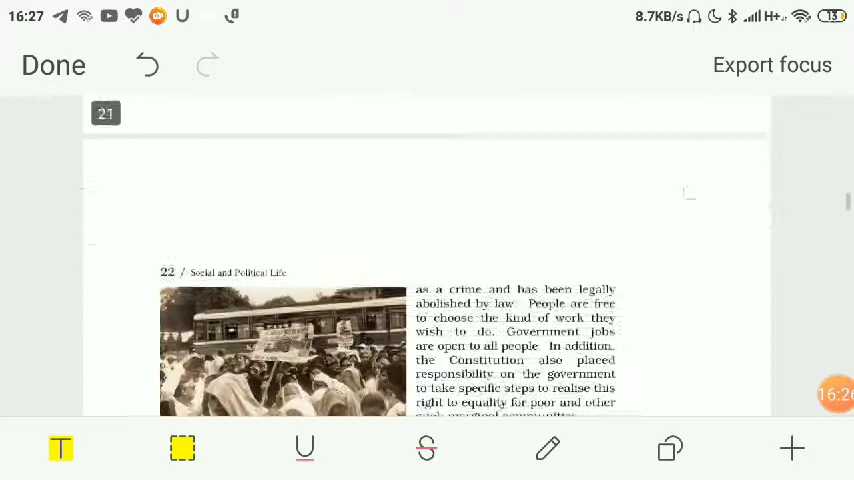 16:27
8.7KB/s
H+
13
Done
Export focus
21
22 / Social and Political Life
as a crime and has been legally
abolished by law. People are free
to choose the kind of work they
wish to do. Government jobs
are open to all people. In addition,
the Constitution also placed
responsibility on the government
to take specific steps to realise this
right to equality for poor and other
16:26
T
U
S